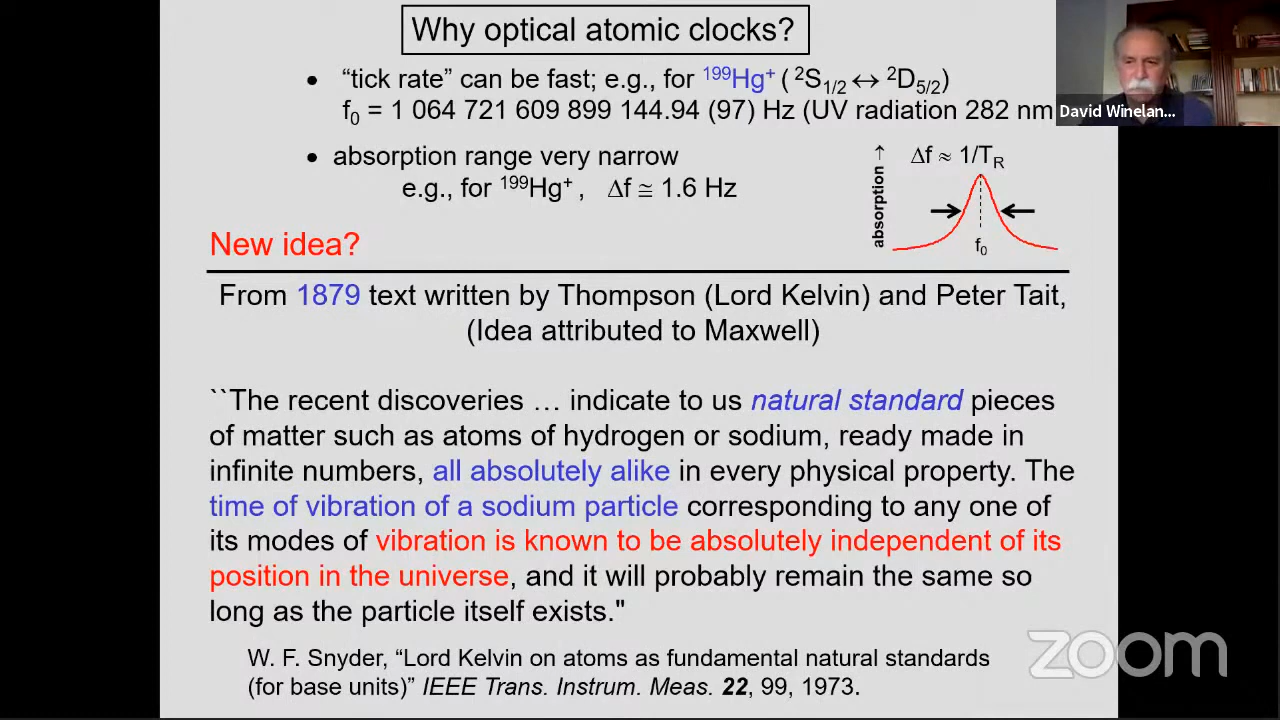 Why optical atomic clocks?
• “tick rate” can be fast; e.g., for ¹⁹⁹Hg⁺ ( ²S₁/₂ ↔ ²D₅/₂)
f₀ = 1 064 721 609 899 144.94 (97) Hz (UV radiation 282 nm
David Winelan...
• absorption range very narrow
e.g., for ¹⁹⁹Hg⁺ , Δf ≅ 1.6 Hz
absorption →
Δf ≈ 1/T_R
f₀
New idea?
From 1879 text written by Thompson (Lord Kelvin) and Peter Tait,
(Idea attributed to Maxwell)
``The recent discoveries … indicate to us natural standard pieces
of matter such as atoms of hydrogen or sodium, ready made in
infinite numbers, all absolutely alike in every physical property. The
time of vibration of a sodium particle corresponding to any one of
its modes of vibration is known to be absolutely independent of its
position in the universe, and it will probably remain the same so
long as the particle itself exists."
W. F. Snyder, “Lord Kelvin on atoms as fundamental natural standards
(for base units)” IEEE Trans. Instrum. Meas. 22, 99, 1973.
zoom